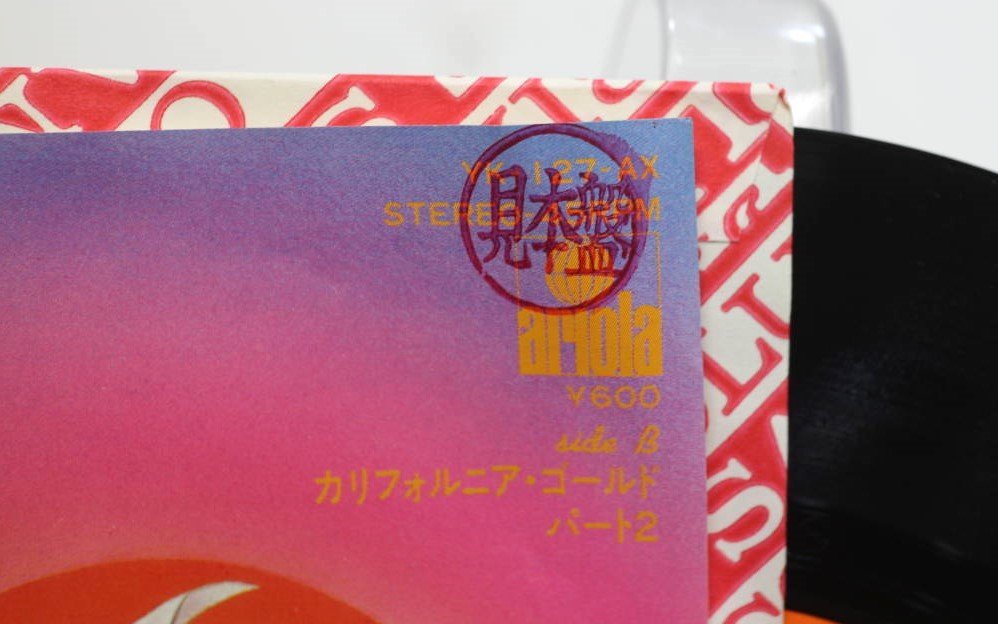 YK-127-AX
STEREO-45RPM
見本盤
ariola
¥600
side B
カリフォルニア・ゴールド
パート2